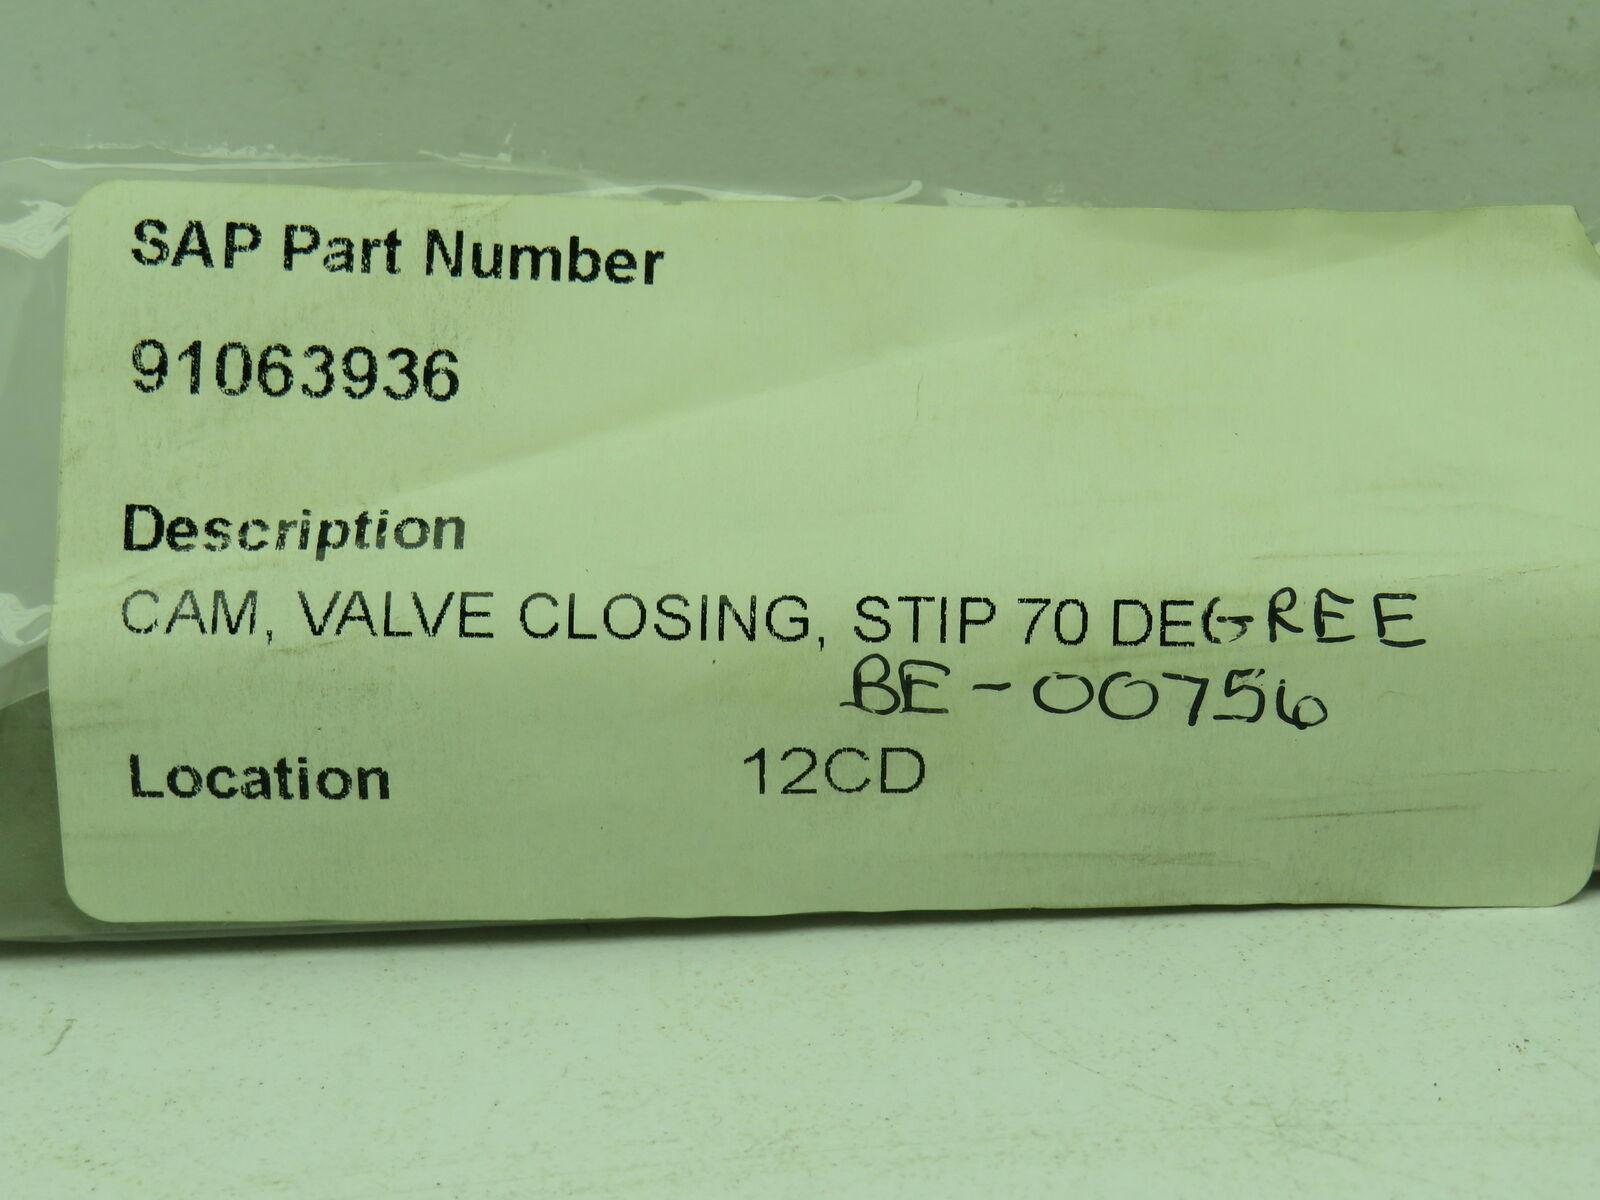 SAP Part Number
91063936
Description
CAM, VALVE CLOSING, STIP 70 DEGREE
BE-00756
Location 12CD